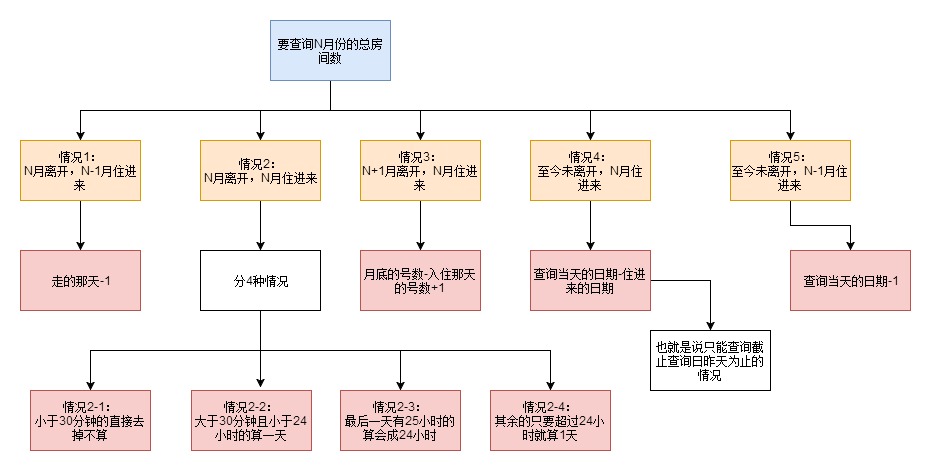 要查询N月份的总房
间数
情况1：
N月离开，N-1月住进
来
情况2：
N月离开，N月住进来
情况3：
N+1月离开，N月住进
来
情况4：
至今未离开，N月住
进来
情况5：
至今未离开，N-1月住
进来
走的那天-1
分4种情况
月底的号数-入住那天
的号数+1
查询当天的日期-住进
来的日期
查询当天的日期-1
也就是说只能查询截
止查询日昨天为止的
情况
情况2-1：
小于30分钟的直接去
掉不算
情况2-2：
大于30分钟且小于24
小时的算一天
情况2-3：
最后一天有25小时的
算会成24小时
情况2-4：
其余的只要超过24小
时就算1天